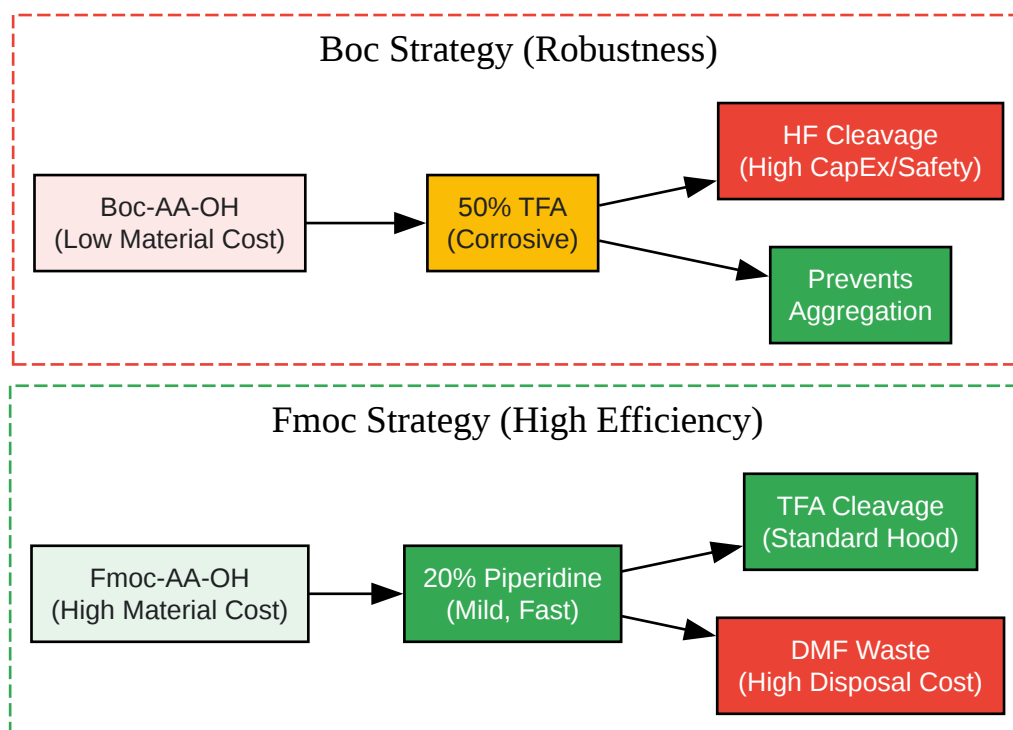 Boc Strategy (Robustness)
HF Cleavage
(High CapEx/Safety)
Boc-AA-OH
(Low Material Cost)
50% TFA
(Corrosive)
Prevents
Aggregation
Fmoc Strategy (High Efficiency)
TFA Cleavage
(Standard Hood)
Fmoc-AA-OH
(High Material Cost)
20% Piperidine
(Mild, Fast)
DMF Waste
(High Disposal Cost)